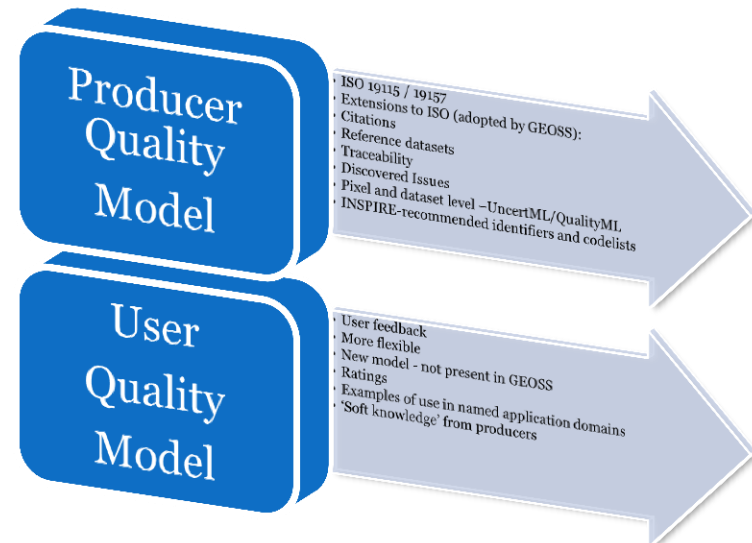 Producer
Quality
Model
• ISO 19115 / 19157
• Extensions to ISO (adopted by GEOSS):
• Citations
• Reference datasets
• Traceability
• Discovered Issues
• Pixel and dataset level –UncertML/QualityML
• INSPIRE-recommended identifiers and codelists
User
Quality
Model
• User feedback
• More flexible
• New model - not present in GEOSS
• Ratings
• Examples of use in named application domains
• ‘Soft knowledge’ from producers